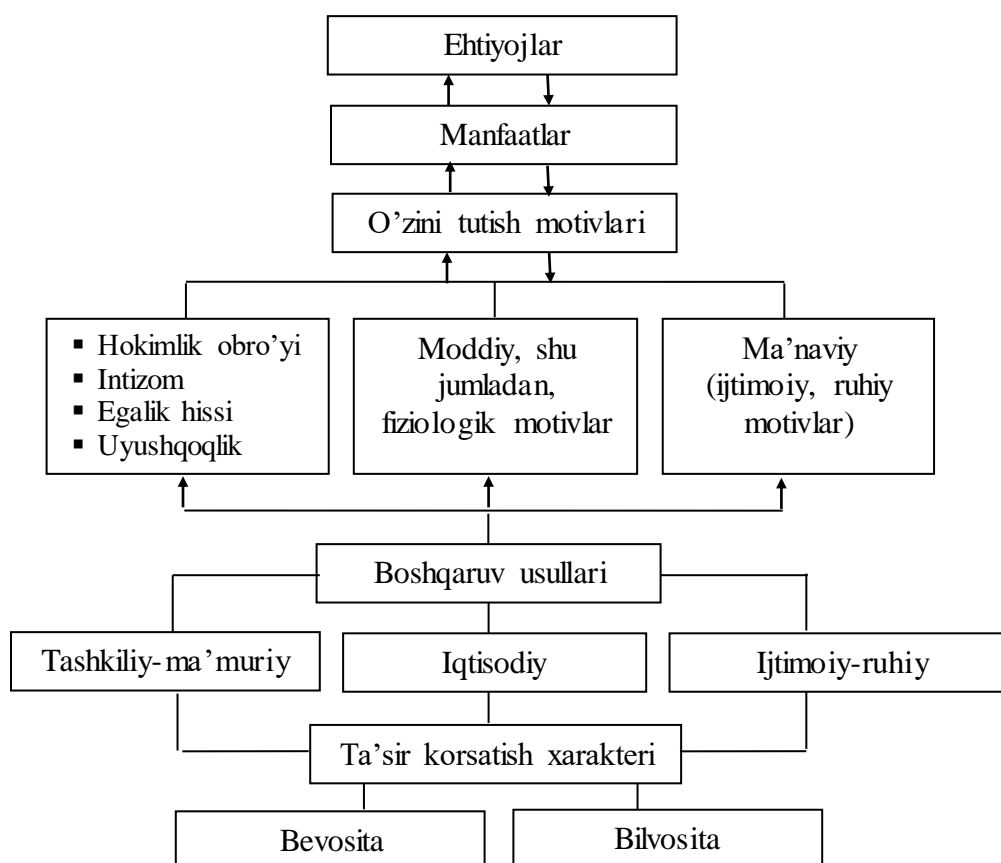 Ehtiyojlar
Manfaatlar
O’zini tutish motivlari
▪ Hokimlik obro’yi
▪ Intizom
▪ Egalik hissi
▪ Uyushqoqlik
Moddiy, shu
jumladan,
fiziologik motivlar
Ma’naviy
(ijtimoiy, ruhiy
motivlar)
Boshqaruv usullari
Tashkiliy-ma’muriy
Iqtisodiy
Ijtimoiy-ruhiy
Ta’sir korsatish xarakteri
Bevosita
Bilvosita